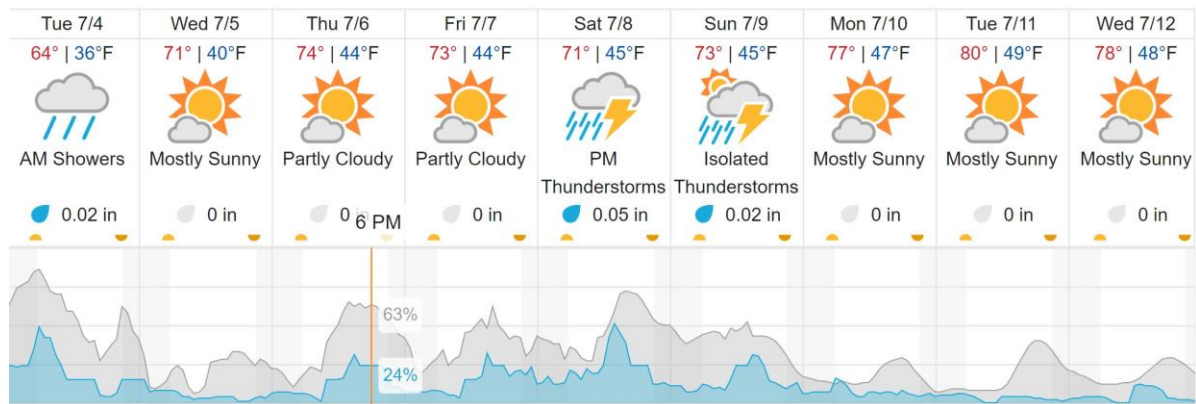 Tue 7/4 Wed 7/5 Thu 7/6 Fri 7/7 Sat 7/8 Sun 7/9 Mon 7/10 Tue 7/11 Wed 7/12
64° | 36°F 71° | 40°F 74° | 44°F 73° | 44°F 71° | 45°F 73° | 45°F 77° | 47°F 80° | 49°F 78° | 48°F
AM Showers Mostly Sunny Partly Cloudy Partly Cloudy PM Isolated Mostly Sunny Mostly Sunny Mostly Sunny
Thunderstorms Thunderstorms
0.02 in 0 in 0 in 0 in 0.05 in 0.02 in 0 in 0 in 0 in
6 PM
63%
24%